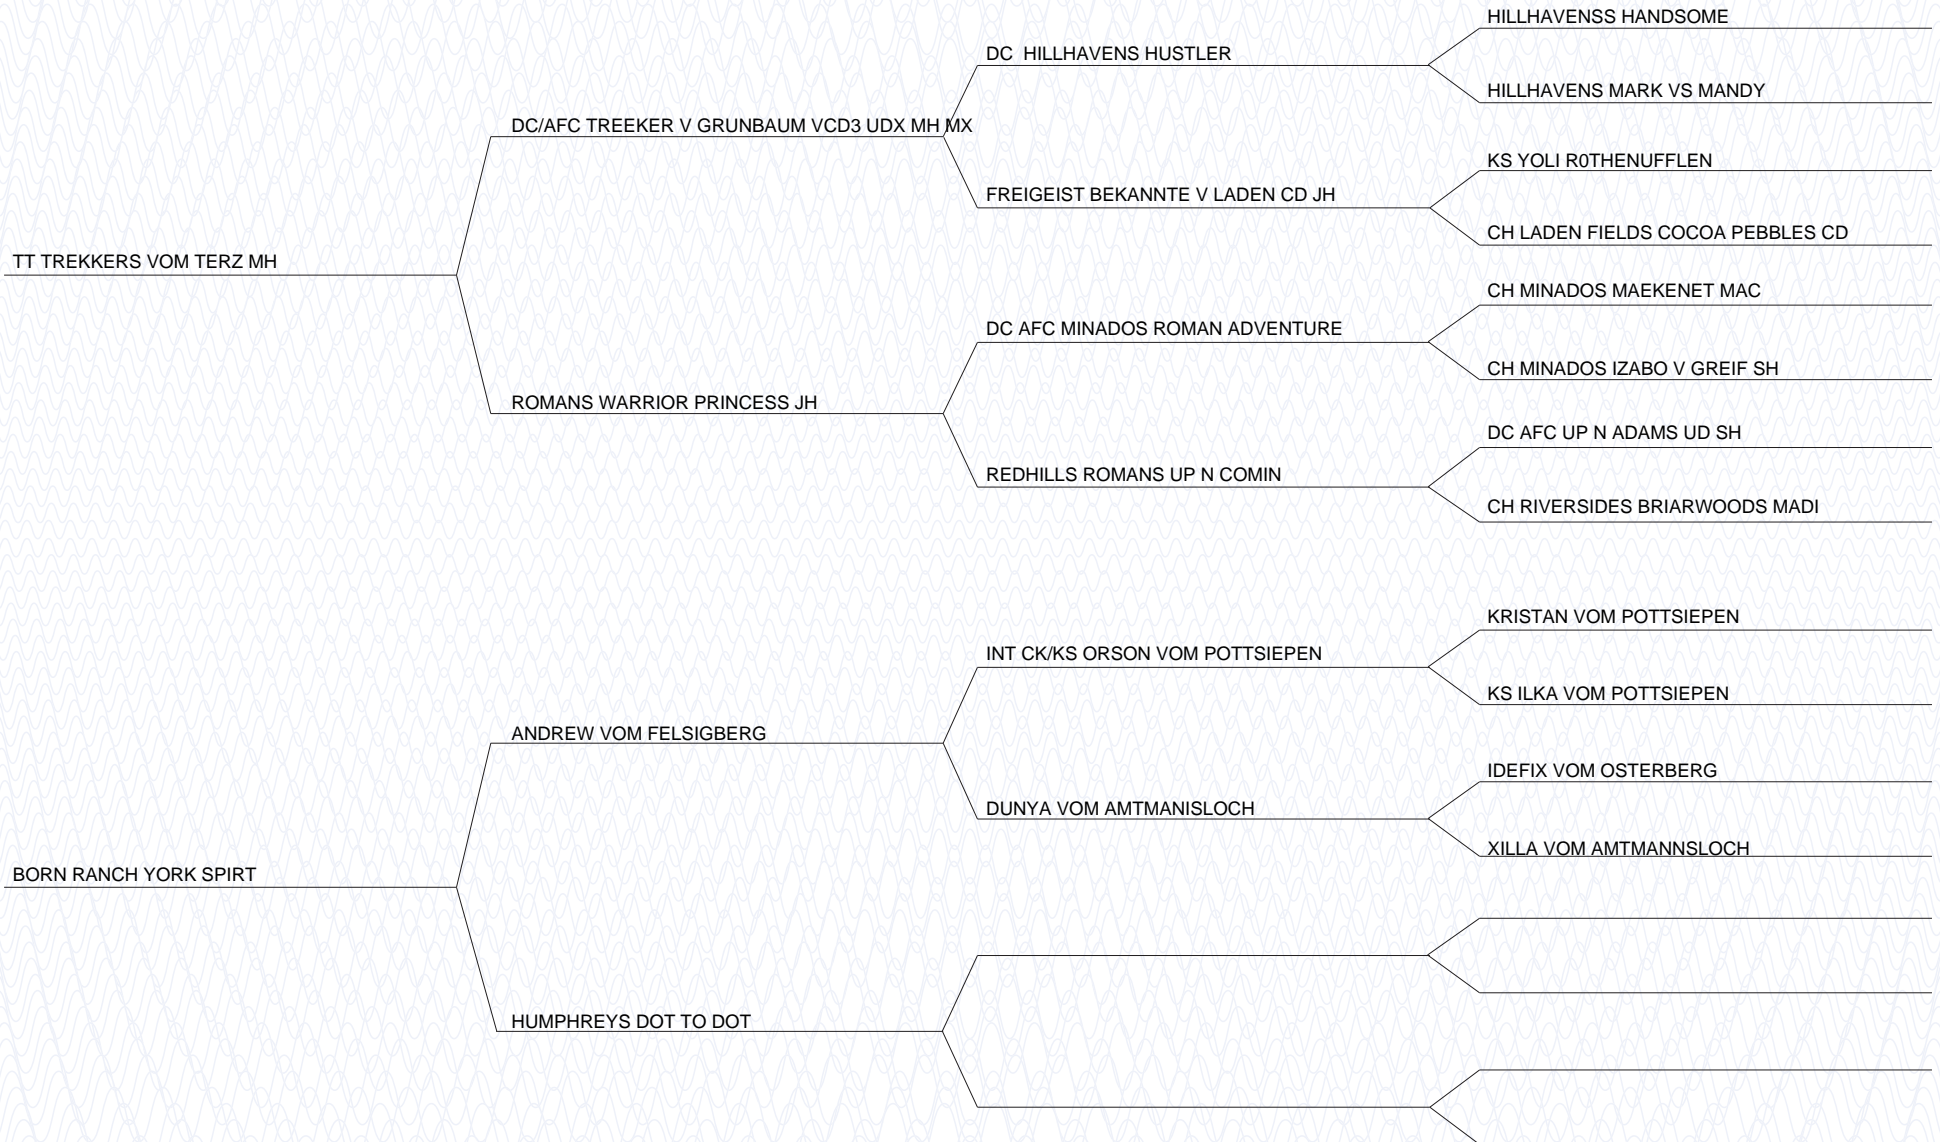 HILLHAVENSS HANDSOME
DC  HILLHAVENS HUSTLER
HILLHAVENS MARK VS MANDY
DC/AFC TREEKER V GRUNBAUM VCD3 UDX MH MX
KS YOLI R0THENUFFLEN
FREIGEIST BEKANNTE V LADEN CD JH
CH LADEN FIELDS COCOA PEBBLES CD
TT TREKKERS VOM TERZ MH
CH MINADOS MAEKENET MAC
DC AFC MINADOS ROMAN ADVENTURE
CH MINADOS IZABO V GREIF SH
ROMANS WARRIOR PRINCESS JH
DC AFC UP N ADAMS UD SH
REDHILLS ROMANS UP N COMIN
CH RIVERSIDES BRIARWOODS MADI
KRISTAN VOM POTTSIEPEN
INT CK/KS ORSON VOM POTTSIEPEN
KS ILKA VOM POTTSIEPEN
ANDREW VOM FELSIGBERG
IDEFIX VOM OSTERBERG
DUNYA VOM AMTMANISLOCH
XILLA VOM AMTMANNSLOCH
BORN RANCH YORK SPIRT
HUMPHREYS DOT TO DOT